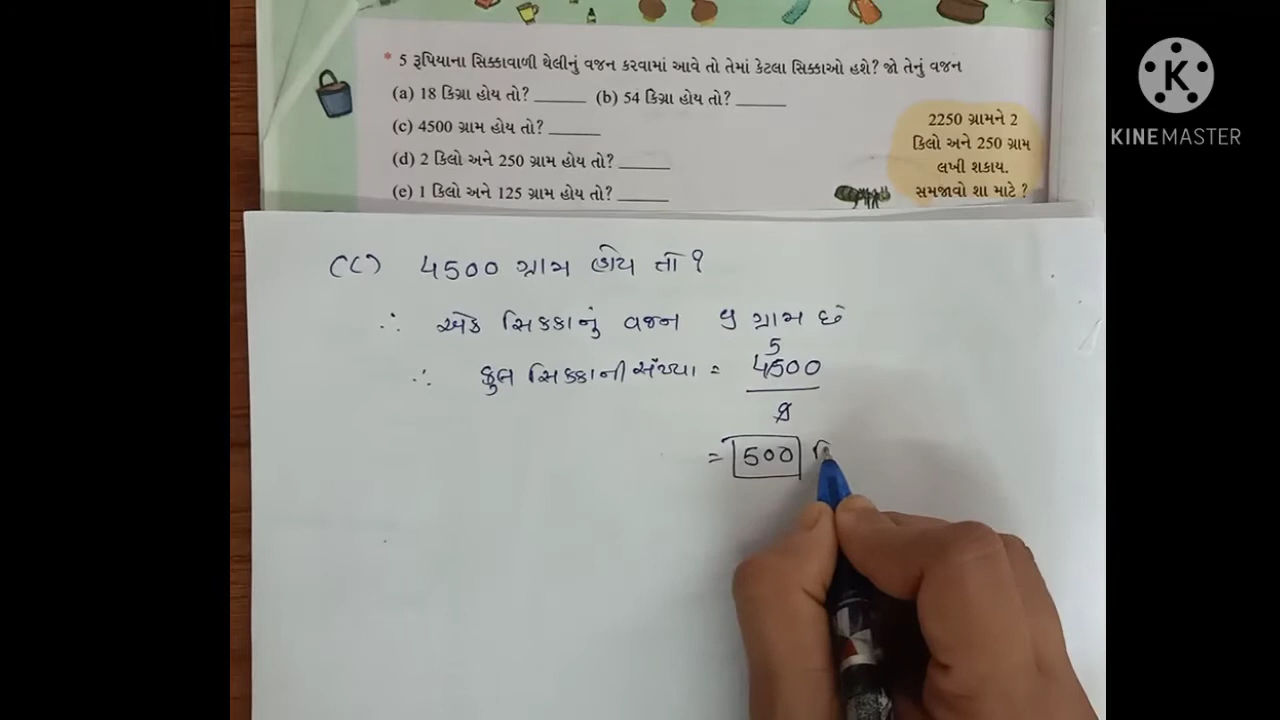 * 5 રૂપિયાના સિક્કાવાળી થેલીનું વજન કરવામાં આવે તો તેમાં કેટલા સિક્કાઓ હશે? જો તેનું વજન
(a) 18 કિગ્રા હોય તો? ______ (b) 54 કિગ્રા હોય તો? ______
(c) 4500 ગ્રામ હોય તો? ______
(d) 2 કિલો અને 250 ગ્રામ હોય તો? ______
(e) 1 કિલો અને 125 ગ્રામ હોય તો? ______
2250 ગ્રામને 2
કિલો અને 250 ગ્રામ
લખી શકાય.
સમજાવો શા માટે ?
KINEMASTER
(C) 4500 ગ્રામ હોય તો ?
∴ એક સિક્કાનું વજન 9 ગ્રામ છે
5
∴ કુલ સિક્કાની સંખ્યા = 4500
9
= 500